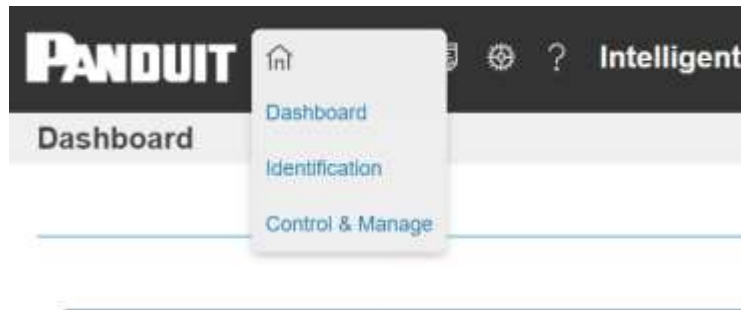 PANDUIT
? Intelligent
Dashboard
Dashboard
Identification
Control & Manage